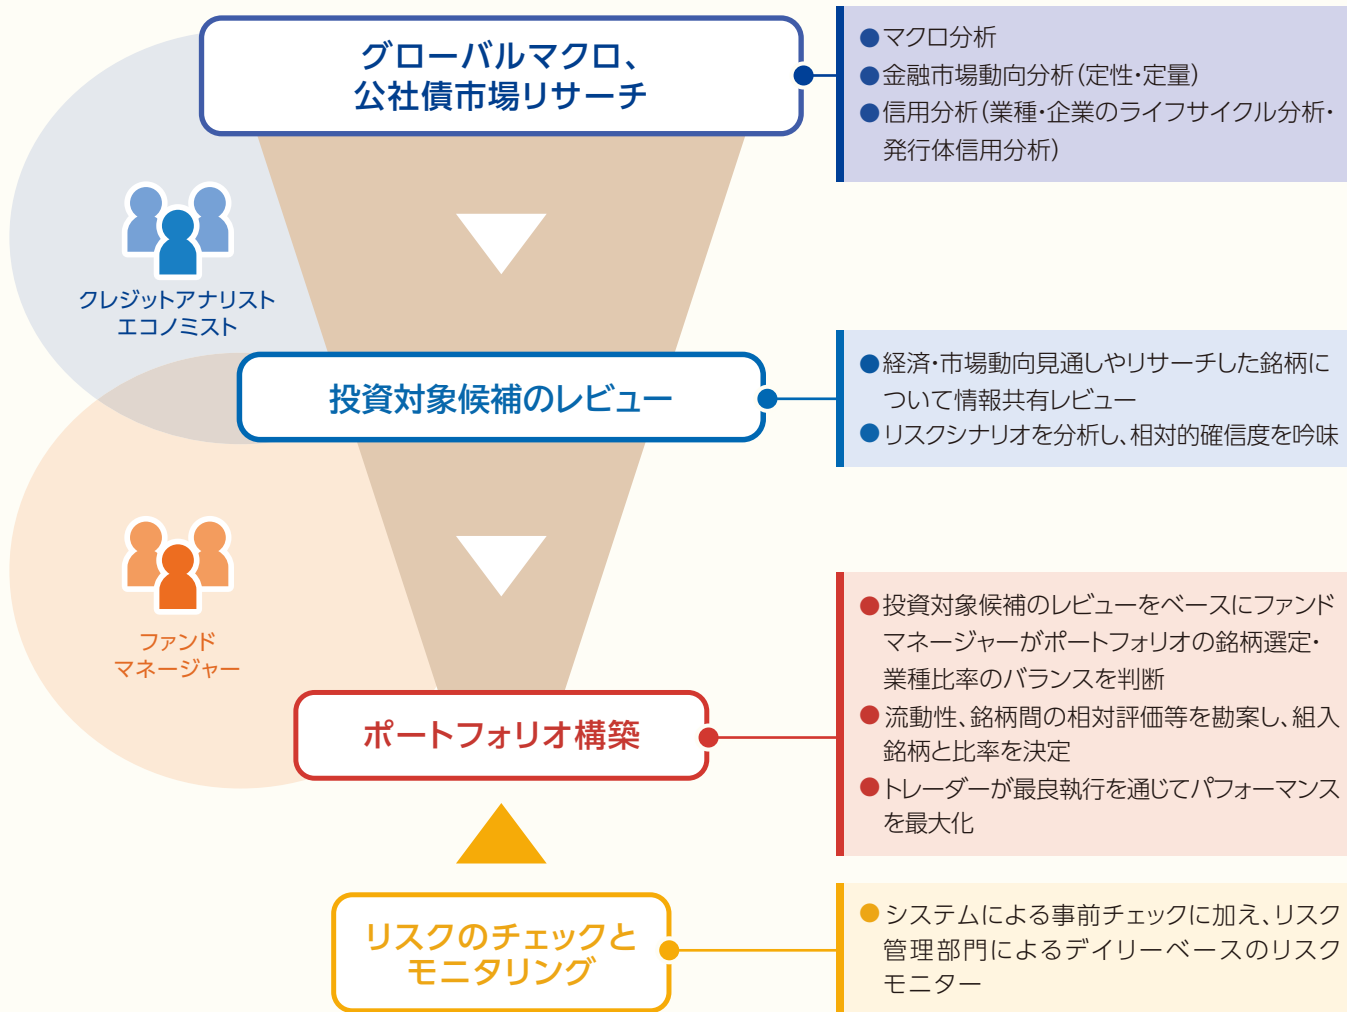 グローバルマクロ、
公社債市場リサーチ
●マクロ分析
●金融市場動向分析(定性・定量)
●信用分析(業種・企業のライフサイクル分析・
発行体信用分析)
クレジットアナリスト
エコノミスト
投資対象候補のレビュー
●経済・市場動向見通しやリサーチした銘柄に
ついて情報共有レビュー
●リスクシナリオを分析し、相対的確信度を吟味
ファンド
マネージャー
ポートフォリオ構築
●投資対象候補のレビューをベースにファンド
マネージャーがポートフォリオの銘柄選定・
業種比率のバランスを判断
●流動性、銘柄間の相対評価等を勘案し、組入
銘柄と比率を決定
●トレーダーが最良執行を通じてパフォーマンス
を最大化
リスクのチェックと
モニタリング
●システムによる事前チェックに加え、リスク
管理部門によるデイリーベースのリスク
モニター